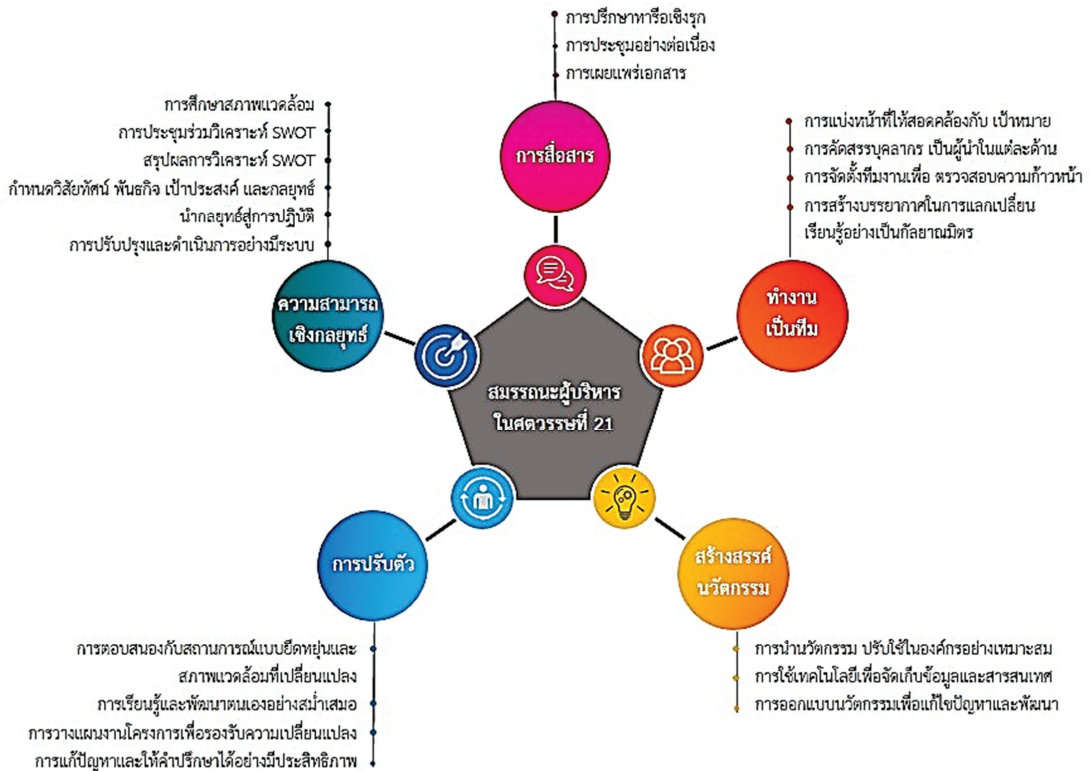 การปรึกษาหารือเชิงรุก
การประชุมอย่างต่อเนื่อง
การเผยแพร่เอกสาร
การสื่อสาร
การแบ่งหน้าที่ให้สอดคล้องกับ เป้าหมาย
การคัดสรรบุคลากร เป็นผู้นำในแต่ละด้าน
การจัดตั้งทีมงานเพื่อ ตรวจสอบความก้าวหน้า
การสร้างบรรยากาศในการแลกเปลี่ยน
เรียนรู้อย่างเป็นกัลยาณมิตร
ทำงาน
เป็นทีม
การศึกษาสภาพแวดล้อม
การประชุมร่วมวิเคราะห์ SWOT
สรุปผลการวิเคราะห์ SWOT
กำหนดวิสัยทัศน์ พันธกิจ เป้าประสงค์ และกลยุทธ์
นำกลยุทธ์สู่การปฏิบัติ
การปรับปรุงและดำเนินการอย่างมีระบบ
ความสามารถ
เชิงกลยุทธ์
สมรรถนะผู้บริหาร
ในศตวรรษที่ 21
การปรับตัว
การตอบสนองกับสถานการณ์แบบยืดหยุ่นและ
สภาพแวดล้อมที่เปลี่ยนแปลง
การเรียนรู้และพัฒนาตนเองอย่างสม่ำเสมอ
การวางแผนงานโครงการเพื่อรองรับความเปลี่ยนแปลง
การแก้ปัญหาและให้คำปรึกษาได้อย่างมีประสิทธิภาพ
สร้างสรรค์
นวัตกรรม
การนำนวัตกรรม ปรับใช้ในองค์กรอย่างเหมาะสม
การใช้เทคโนโลยีเพื่อจัดเก็บข้อมูลและสารสนเทศ
การออกแบบนวัตกรรมเพื่อแก้ไขปัญหาและพัฒนา